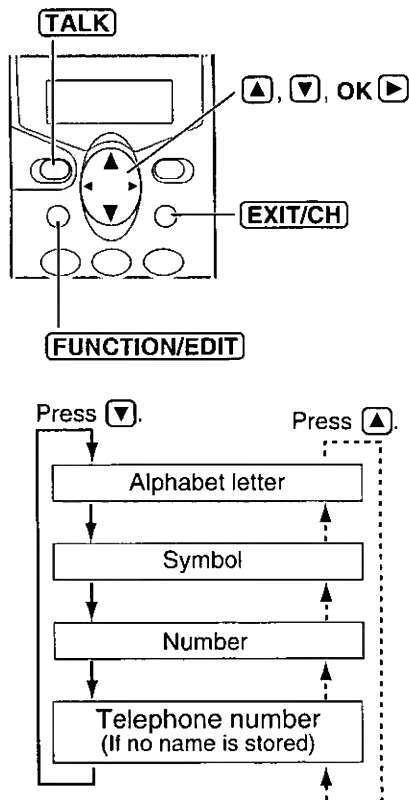 TALK
▲, ▼, OK ▶
EXIT/CH
FUNCTION/EDIT
Press ▼.
Press ▲.
Alphabet letter
Symbol
Number
Telephone number
(If no name is stored)